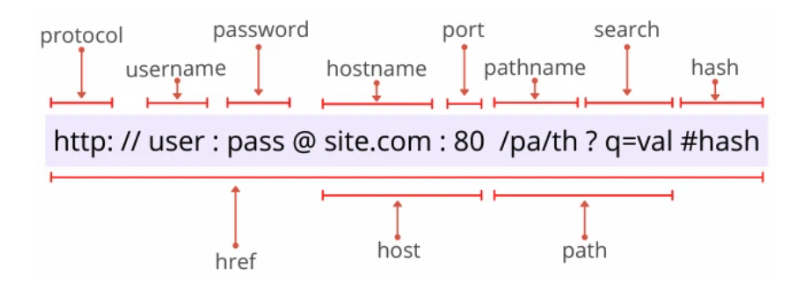 protocol username password hostname port pathname search hash
http: // user : pass @ site.com : 80 /pa/th ? q=val #hash
href host path